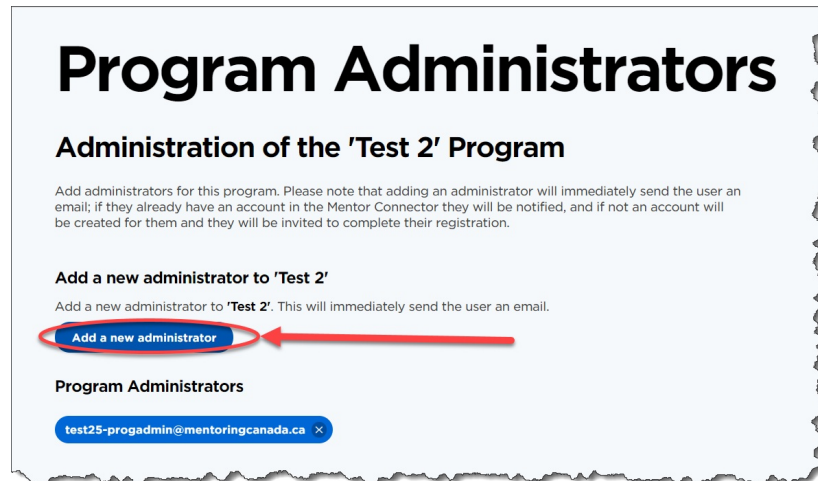 Program Administrators
Administration of the 'Test 2' Program
Add administrators for this program. Please note that adding an administrator will immediately send the user an
email; if they already have an account in the Mentor Connector they will be notified, and if not an account will
be created for them and they will be invited to complete their registration.
Add a new administrator to 'Test 2'
Add a new administrator to 'Test 2'. This will immediately send the user an email.
Add a new administrator
Program Administrators
test25-progadmin@mentoringcanada.ca